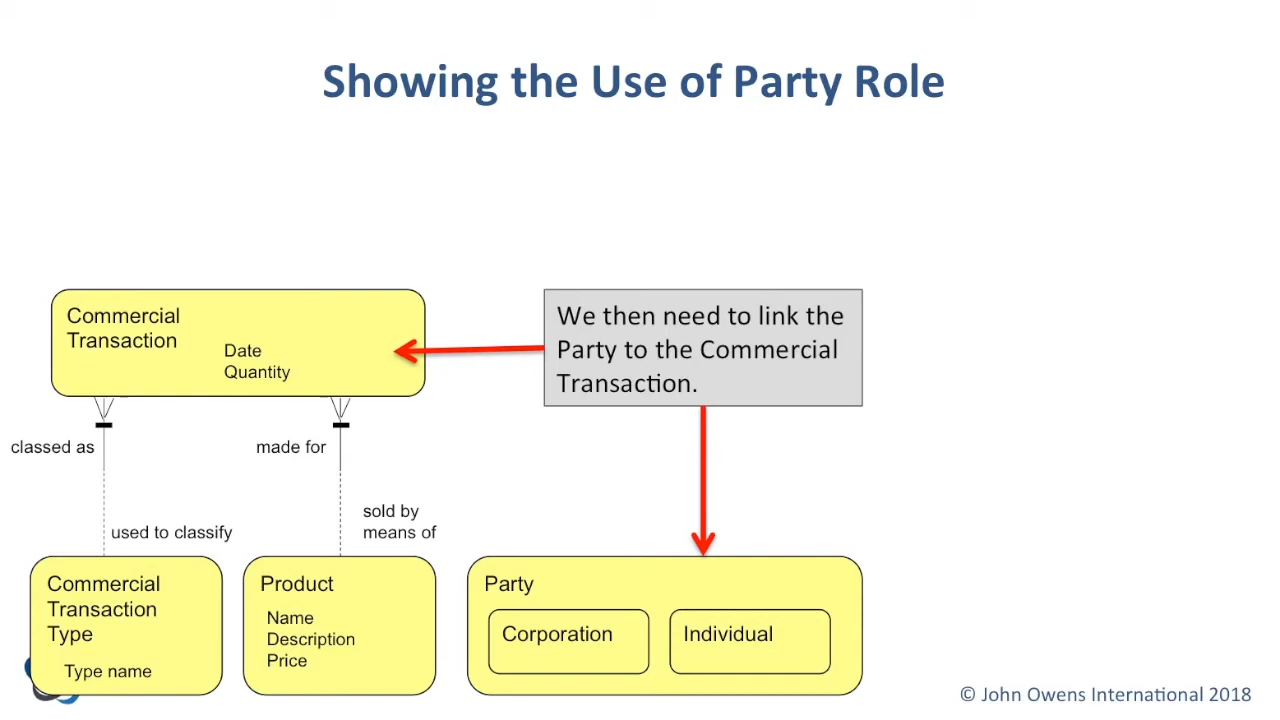 Showing the Use of Party Role
Commercial
Transaction
Date
Quantity
We then need to link the
Party to the Commercial
Transaction.
classed as
made for
used to classify
sold by
means of
Commercial
Transaction
Type
Type name
Product
Name
Description
Price
Party
Corporation
Individual
© John Owens International 2018